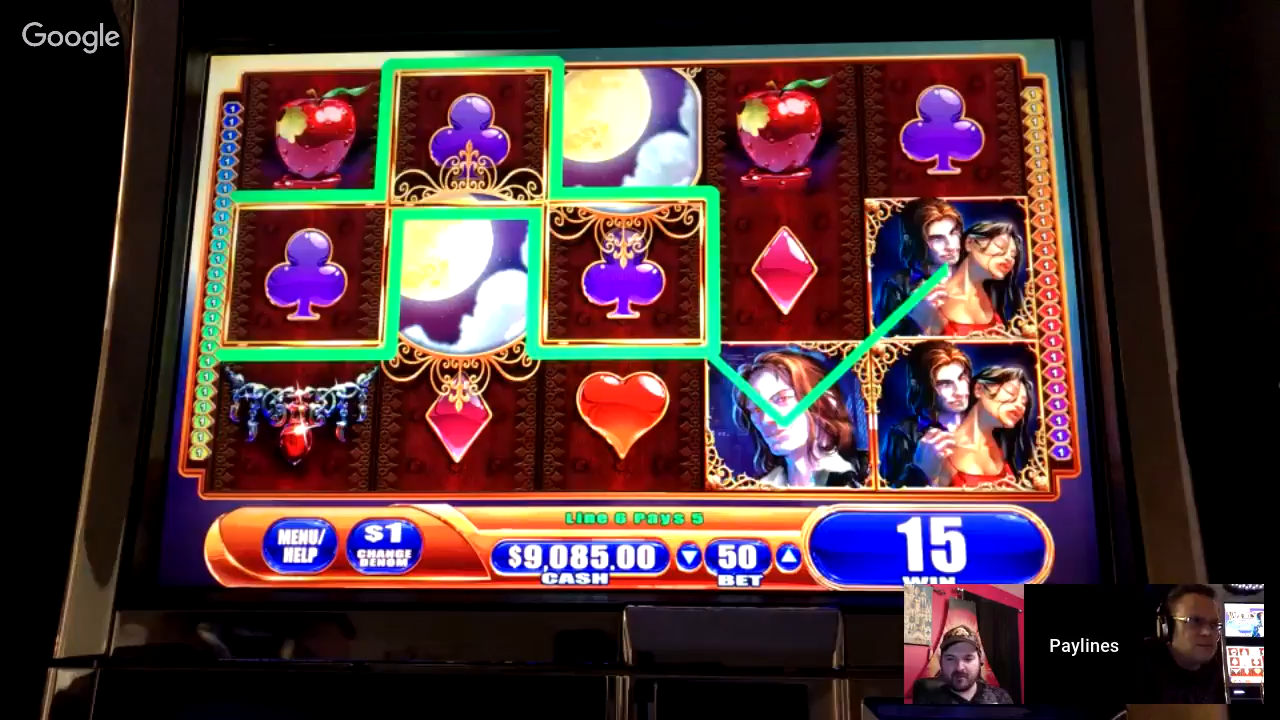 Google
Line 6 Pays 5
MENU/
HELP
$1
CHANGE
DENOM
$9,085.00
CASH
50
BET
15
WIN
Paylines